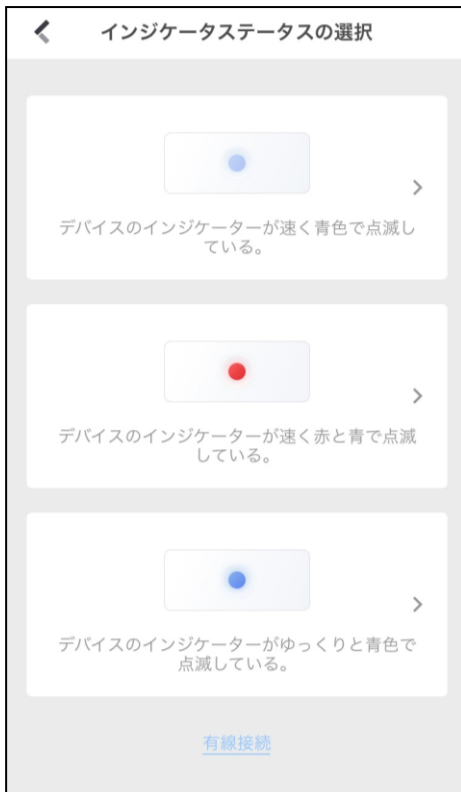 インジケータステータスの選択
デバイスのインジケーターが速く青色で点滅し
ている。
デバイスのインジケーターが速く赤と青で点滅
している。
デバイスのインジケーターがゆっくりと青色で
点滅している。
有線接続